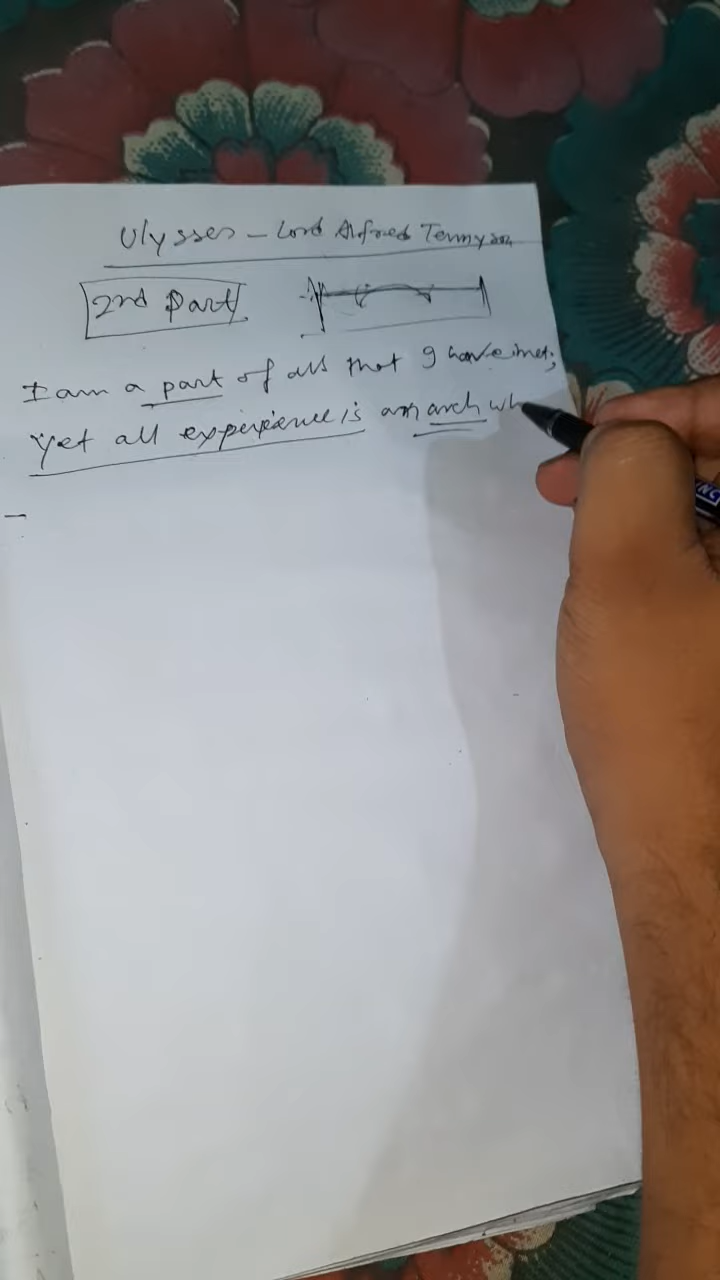 Ulysses - Lord Alfred Tennyson
2nd Part
I am a part of all that I have met;
Yet all experience is an arch wh